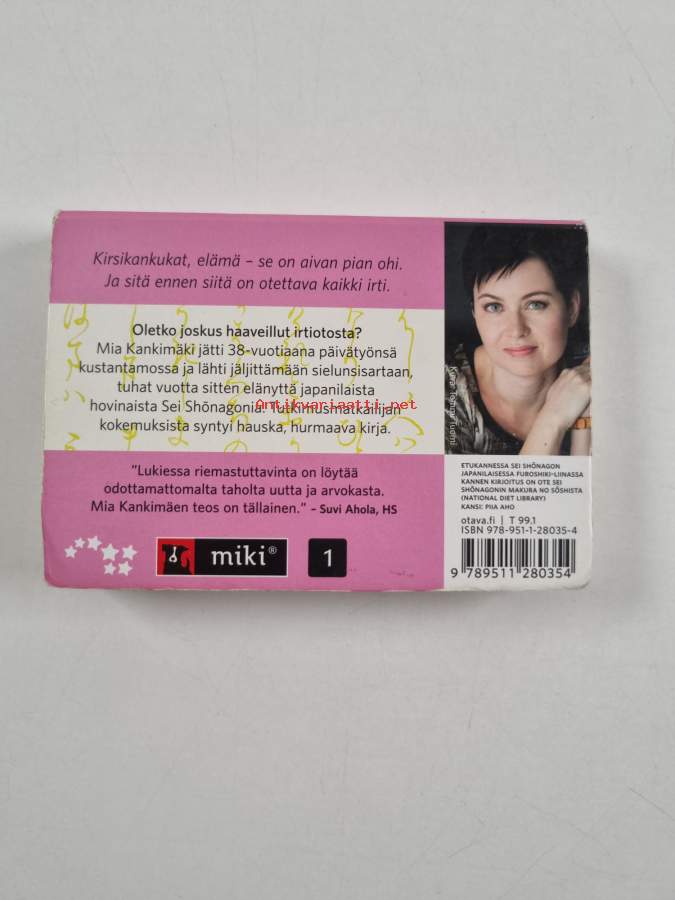 Kirsikankukat, elämä – se on aivan pian ohi.
Ja sitä ennen siitä on otettava kaikki irti.
Oletko joskus haaveillut irtiotosta?
Mia Kankimäki jätti 38-vuotiaana päivätyönsä
kustantamossa ja lähti jäljittämään sielunsisartaan,
tuhat vuotta sitten elänyttä japanilaista
hovinaista Sei Shōnagonia. Tutkimusmatkailijan
kokemuksista syntyi hauska, hurmaava kirja.
Antikvariaatti.net
"Lukiessa riemastuttavinta on löytää
odottamattomalta taholta uutta ja arvokasta.
Mia Kankimäen teos on tällainen." – Suvi Ahola, HS
miki®
1
Kuva: Tommi Tuomi
ETUKANNESSA SEI SHŌNAGON
JAPANILAISESSA FUROSHIKI-LIINASSA
KANNEN KIRJOITUS ON OTE SEI
SHŌNAGONIN MAKURA NO SŌSHISTA
(NATIONAL DIET LIBRARY)
KANSI: PIIA AHO
otava.fi | T 99.1
ISBN 978-951-1-28035-4
9 789511 280354